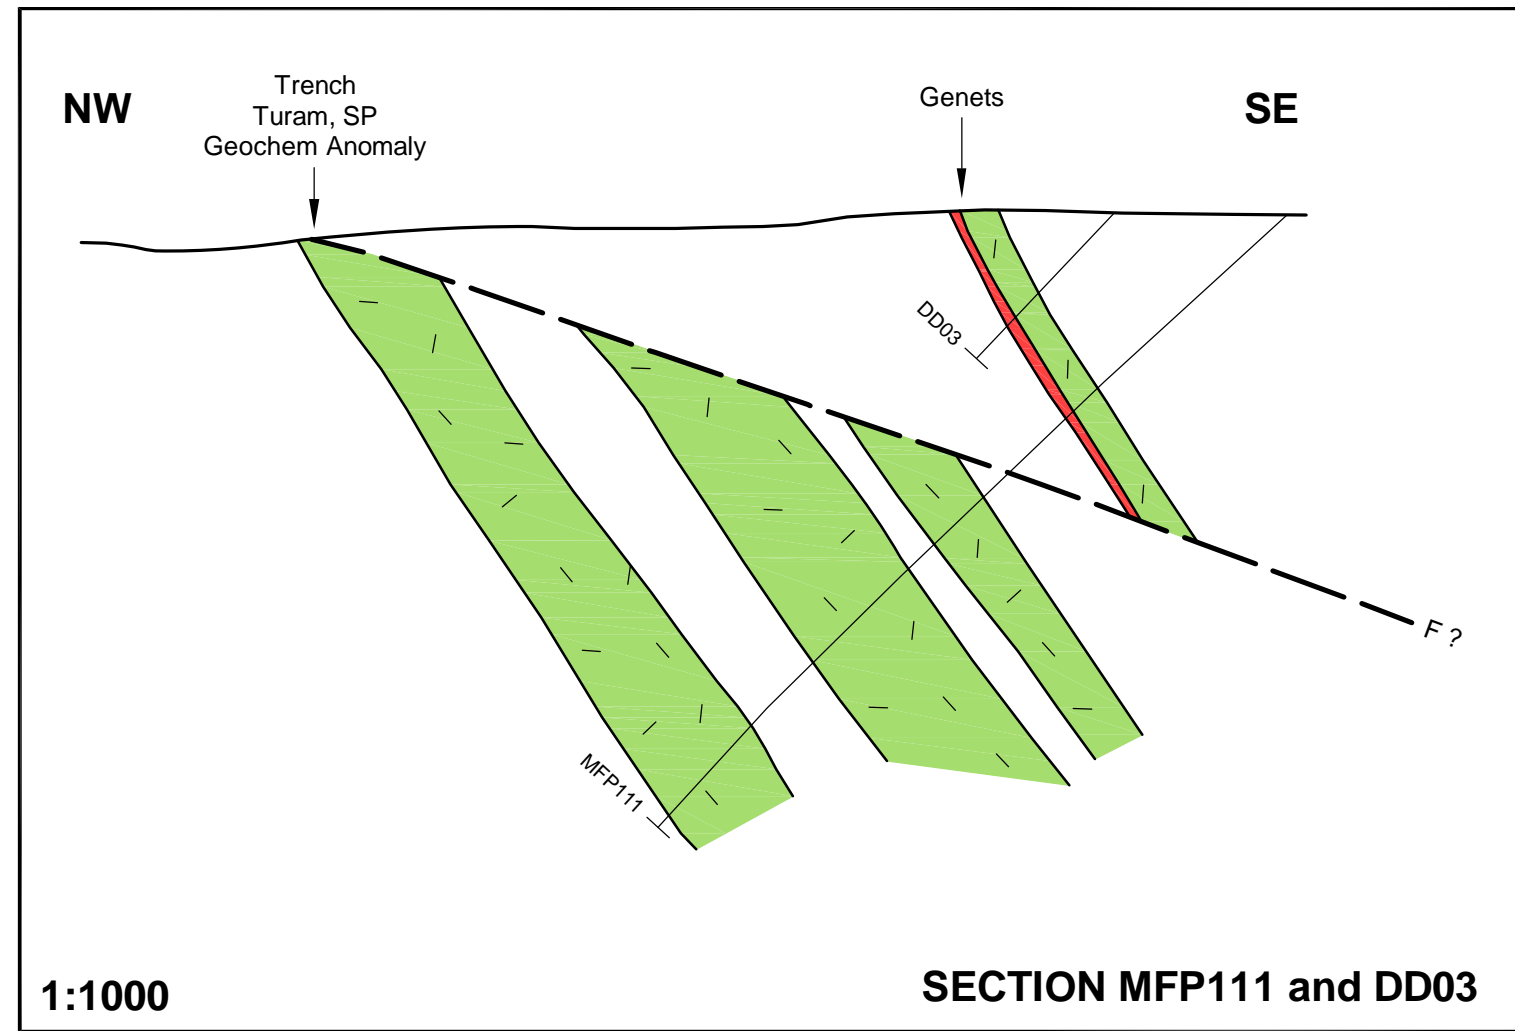 NW
Trench
Turam, SP
Geochem Anomaly
Genets
SE
DD03
F ?
MFP111
1:1000
SECTION MFP111 and DD03